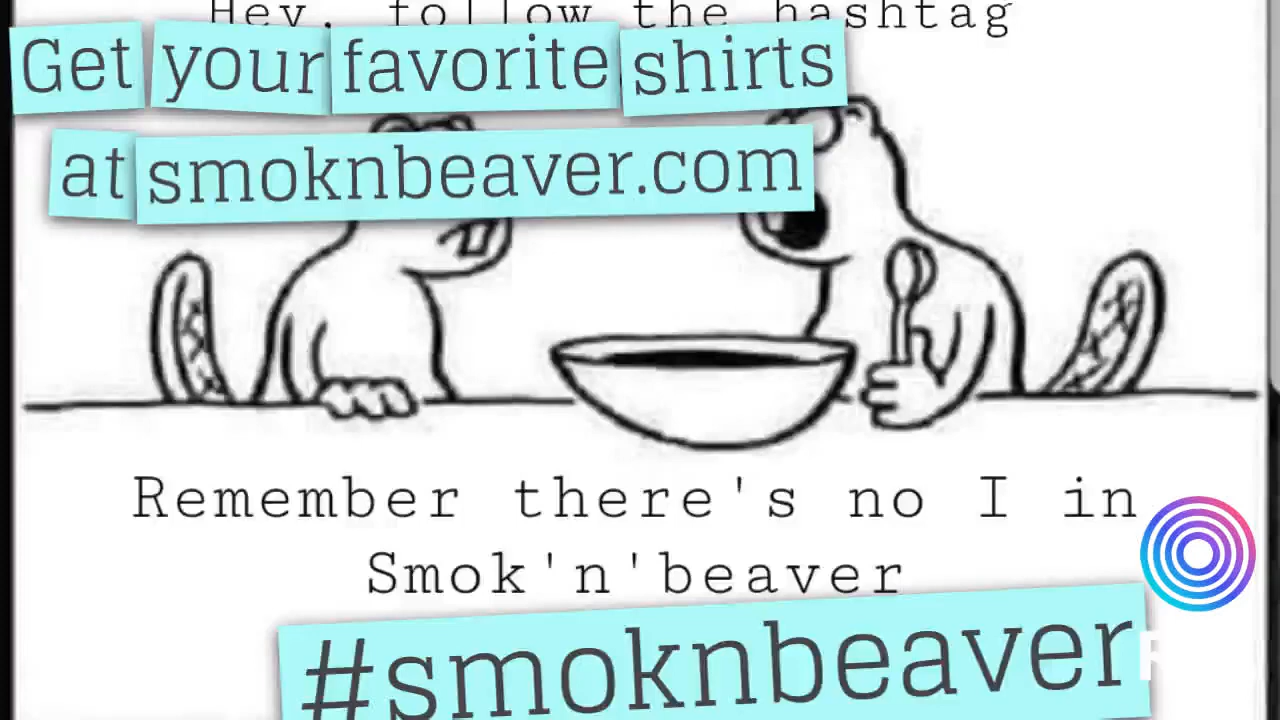 Hey, follow the hashtag
Get your favorite shirts
at smoknbeaver.com
Remember there's no I in
Smok'n'beaver
#smoknbeaver